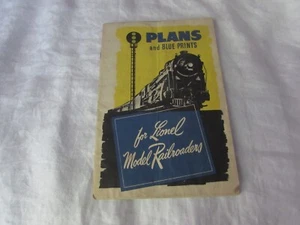 PLANS
and BLUE PRINTS
for Lionel
Model Railroaders